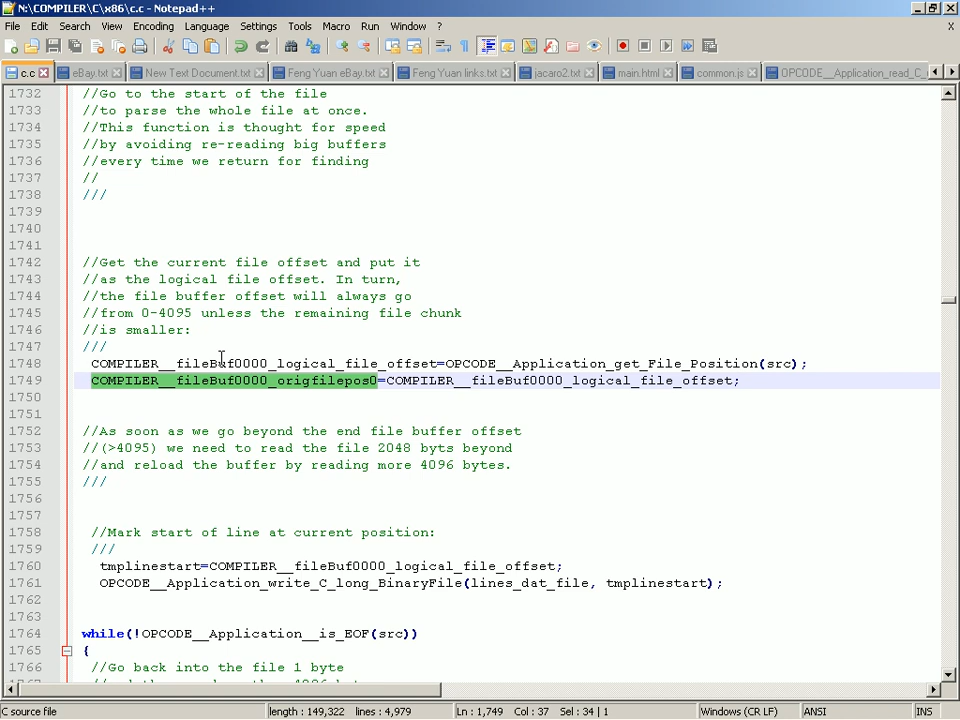 N:\COMPILER\C\x86\c.c - Notepad++
File Edit Search View Encoding Language Settings Tools Macro Run Window ?
X
c.c eBay.txt New Text Document.txt Feng Yuan eBay.txt Feng Yuan links.txt jacaro2.txt main.html common.js OPCODE__Application_read_C_
1732 //Go to the start of the file
1733 //to parse the whole file at once.
1734 //This function is thought for speed
1735 //by avoiding re-reading big buffers
1736 //every time we return for finding
1737 //
1738 ///
1739
1740
1741
1742 //Get the current file offset and put it
1743 //as the logical file offset. In turn,
1744 //the file buffer offset will always go
1745 //from 0-4095 unless the remaining file chunk
1746 //is smaller:
1747 ///
1748 COMPILER__fileBuf0000_logical_file_offset=OPCODE__Application_get_File_Position(src);
1749 COMPILER__fileBuf0000_origfilepos0=COMPILER__fileBuf0000_logical_file_offset;
1750
1751
1752 //As soon as we go beyond the end file buffer offset
1753 //(>4095) we need to read the file 2048 byts beyond
1754 //and reload the buffer by reading more 4096 bytes.
1755 ///
1756
1757
1758 //Mark start of line at current position:
1759 ///
1760 tmplinestart=COMPILER__fileBuf0000_logical_file_offset;
1761 OPCODE__Application_write_C_long_BinaryFile(lines_dat_file, tmplinestart);
1762
1763
1764 while(!OPCODE__Application__is_EOF(src))
1765 {
1766 //Go back into the file 1 byte
C source file length : 149,322 lines : 4,979 Ln : 1,749 Col : 37 Sel : 34 | 1 Windows (CR LF) ANSI INS